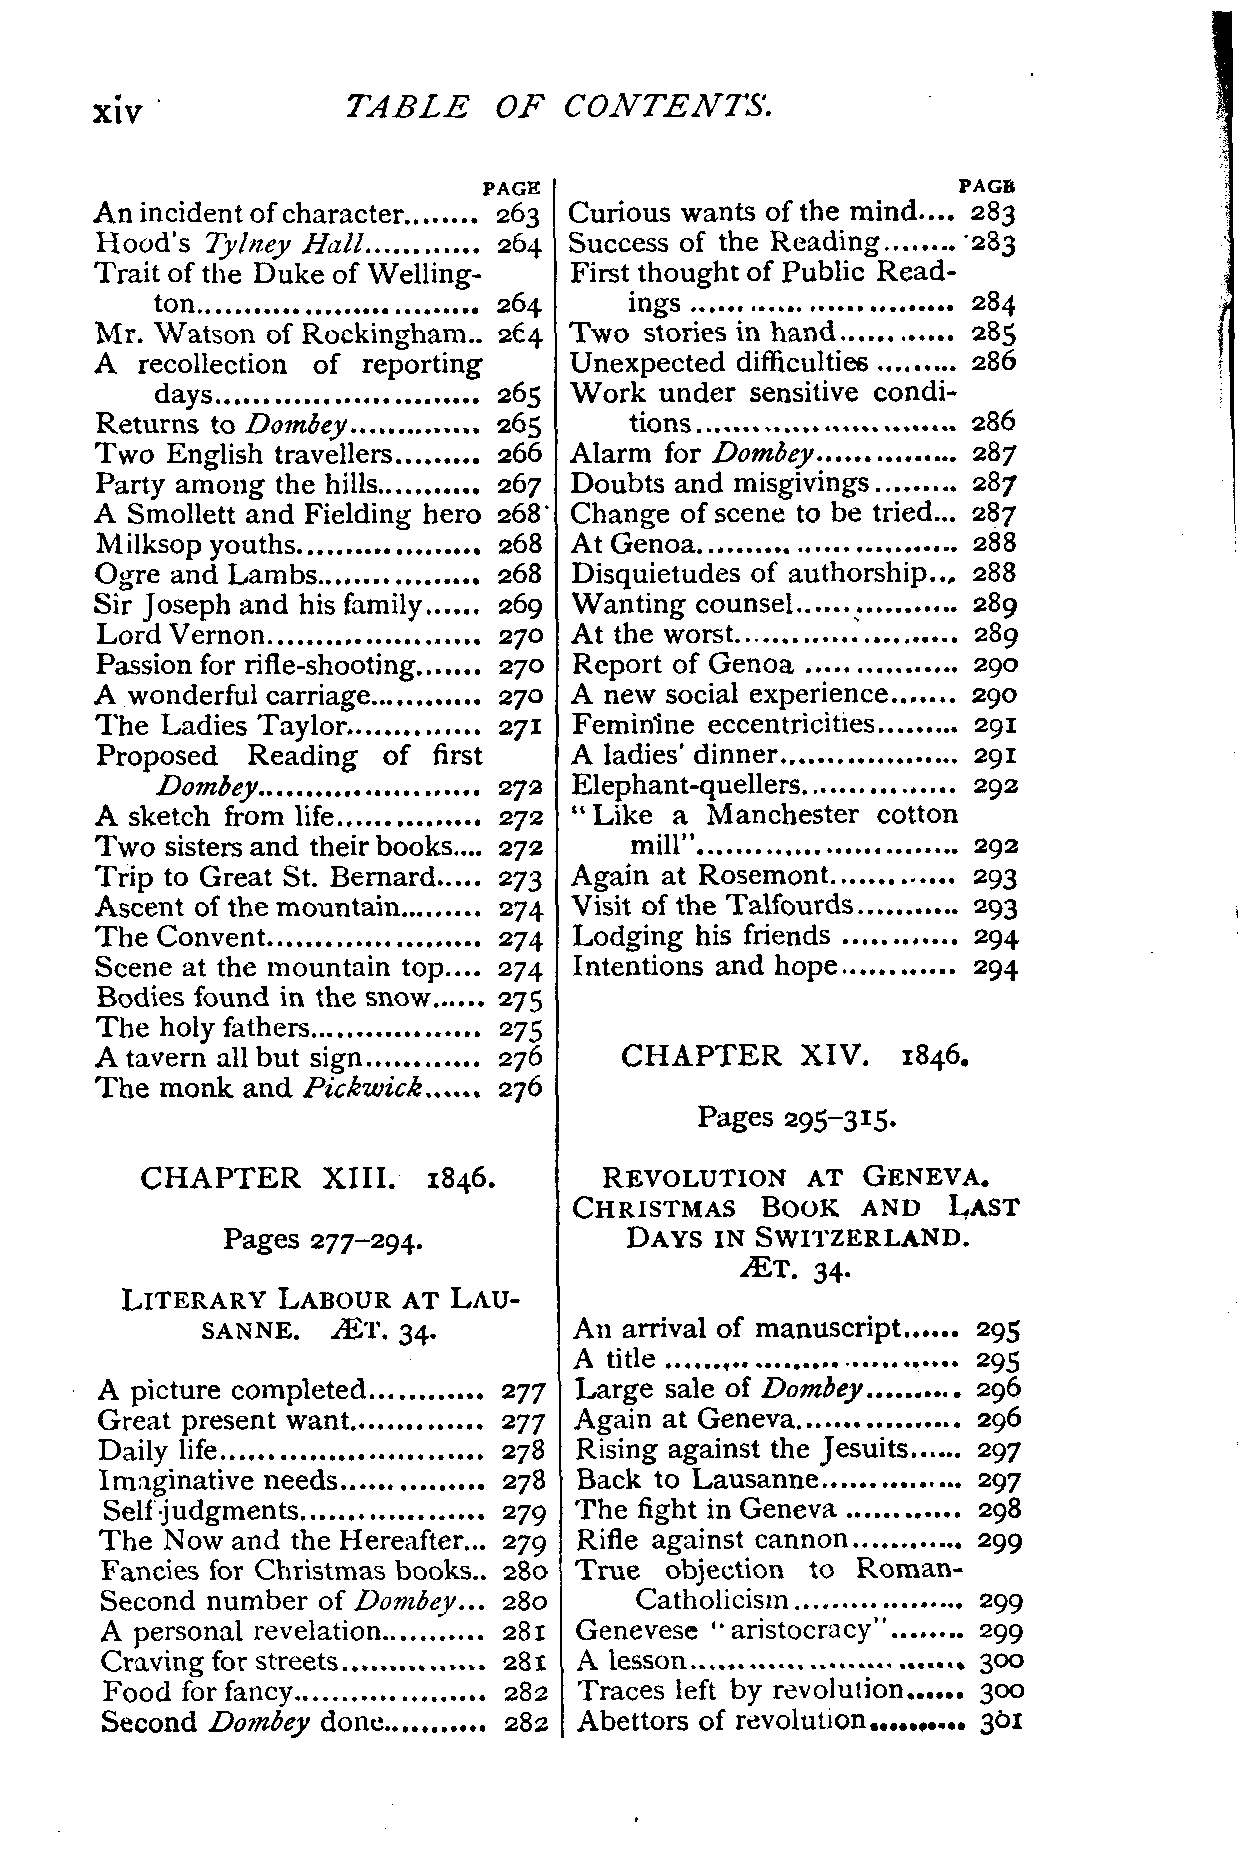 xiv TABLE OF CONTENTS.
PAGE
An incident of character........ 263
Hood's Tylney Hall............ 264
Trait of the Duke of Welling-
ton.............................. 264
Mr. Watson of Rockingham.. 264
A recollection of reporting
days............................ 265
Returns to Dombey.............. 265
Two English travellers......... 266
Party among the hills........... 267
A Smollett and Fielding hero 268
Milksop youths................... 268
Ogre and Lambs................. 268
Sir Joseph and his family...... 269
Lord Vernon...................... 270
Passion for rifle-shooting....... 270
A wonderful carriage............ 270
The Ladies Taylor.............. 271
Proposed Reading of first
Dombey....................... 272
A sketch from life............... 272
Two sisters and their books.... 272
Trip to Great St. Bernard..... 273
Ascent of the mountain......... 274
The Convent...................... 274
Scene at the mountain top.... 274
Bodies found in the snow...... 275
The holy fathers.................. 275
A tavern all but sign............ 276
The monk and Pickwick...... 276
CHAPTER XIII. 1846.
Pages 277–294.
LITERARY LABOUR AT LAU-
SANNE. ÆT. 34.
A picture completed............ 277
Great present want.............. 277
Daily life........................... 278
Imaginative needs............... 278
Self-judgments................... 279
The Now and the Hereafter... 279
Fancies for Christmas books.. 280
Second number of Dombey... 280
A personal revelation........... 281
Craving for streets............... 281
Food for fancy.................... 282
Second Dombey done........... 282
PAGE
Curious wants of the mind.... 283
Success of the Reading........ 283
First thought of Public Read-
ings ............................ 284
Two stories in hand............ 285
Unexpected difficulties ......... 286
Work under sensitive condi-
tions........................... 286
Alarm for Dombey............... 287
Doubts and misgivings......... 287
Change of scene to be tried... 287
At Genoa........................... 288
Disquietudes of authorship... 288
Wanting counsel................. 289
At the worst....................... 289
Report of Genoa ................ 290
A new social experience....... 290
Feminine eccentricities......... 291
A ladies' dinner................... 291
Elephant-quellers................ 292
"Like a Manchester cotton
mill"............................ 292
Again at Rosemont............. 293
Visit of the Talfourds........... 293
Lodging his friends ............ 294
Intentions and hope............ 294
CHAPTER XIV. 1846.
Pages 295–315.
REVOLUTION AT GENEVA.
CHRISTMAS BOOK AND LAST
DAYS IN SWITZERLAND.
ÆT. 34.
An arrival of manuscript...... 295
A title .............................. 295
Large sale of Dombey.......... 296
Again at Geneva................. 296
Rising against the Jesuits...... 297
Back to Lausanne............... 297
The fight in Geneva ............ 298
Rifle against cannon............ 299
True objection to Roman-
Catholicism.................. 299
Genevese "aristocracy"........ 299
A lesson............................ 300
Traces left by revolution...... 300
Abettors of revolution.......... 301